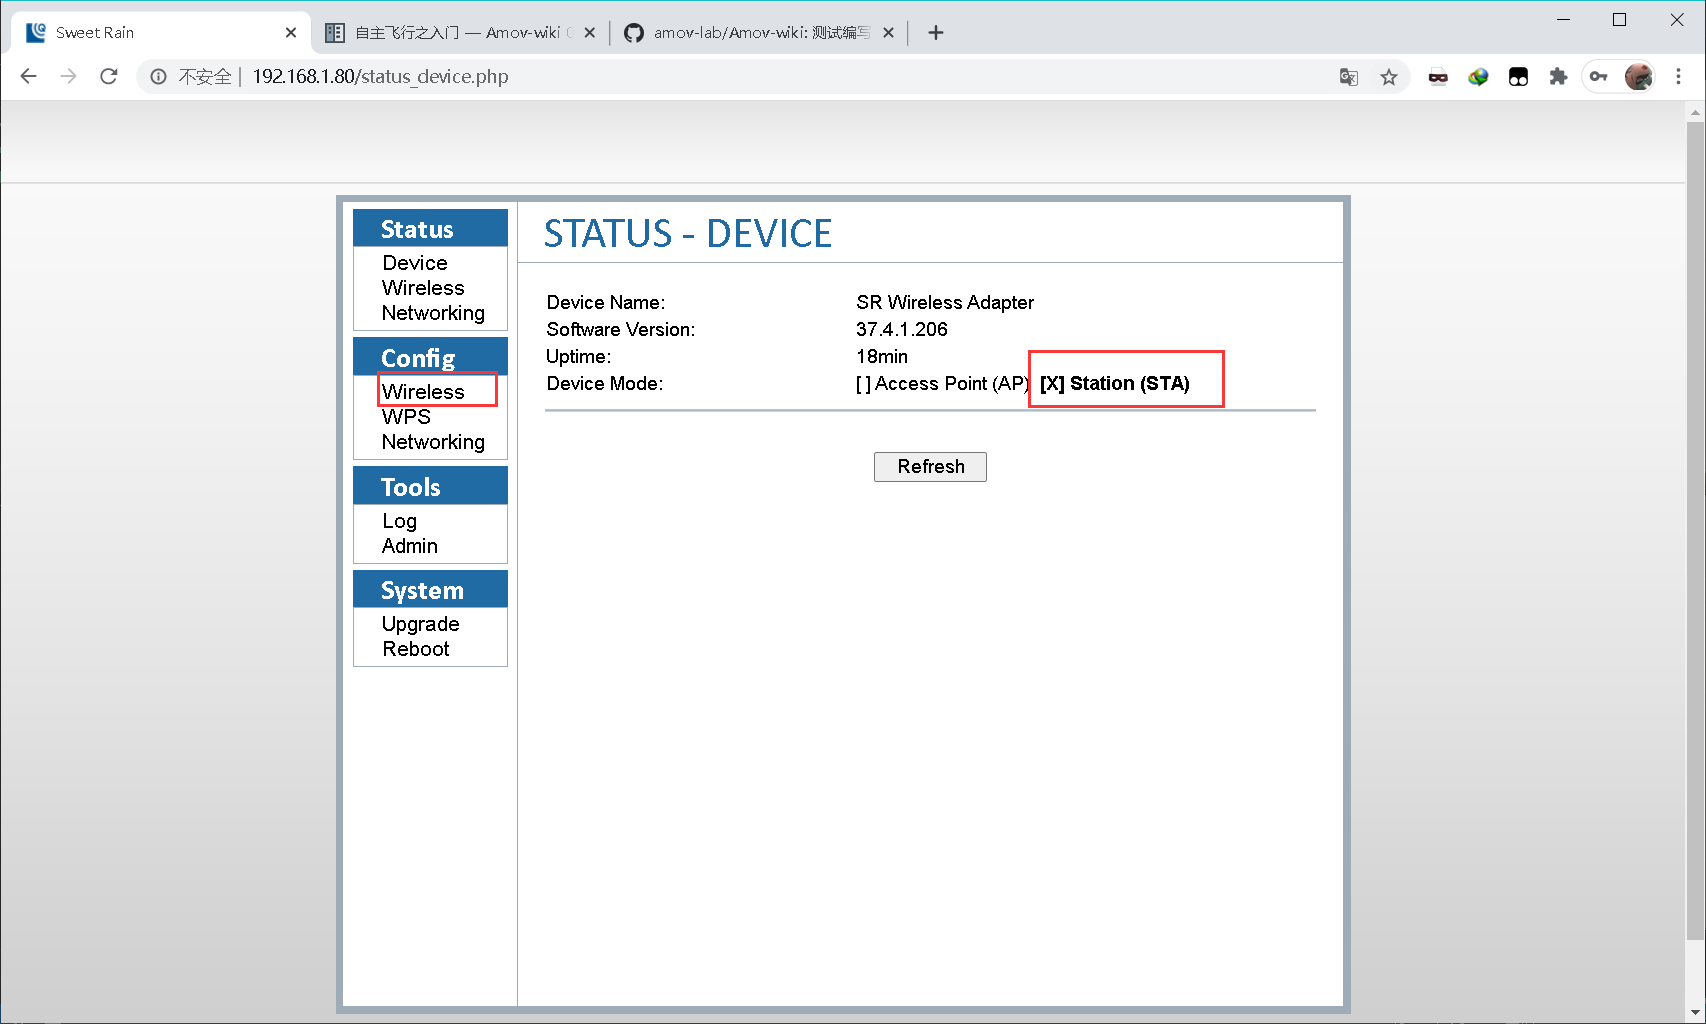 Sweet Rain
自主飞行之入门 — Amov-wiki
amov-lab/Amov-wiki: 测试编写
不安全 | 192.168.1.80/status_device.php
Status
Device
Wireless
Networking
Config
Wireless
WPS
Networking
Tools
Log
Admin
System
Upgrade
Reboot
STATUS - DEVICE
Device Name: SR Wireless Adapter
Software Version: 37.4.1.206
Uptime: 18min
Device Mode: [ ] Access Point (AP) [X] Station (STA)
Refresh